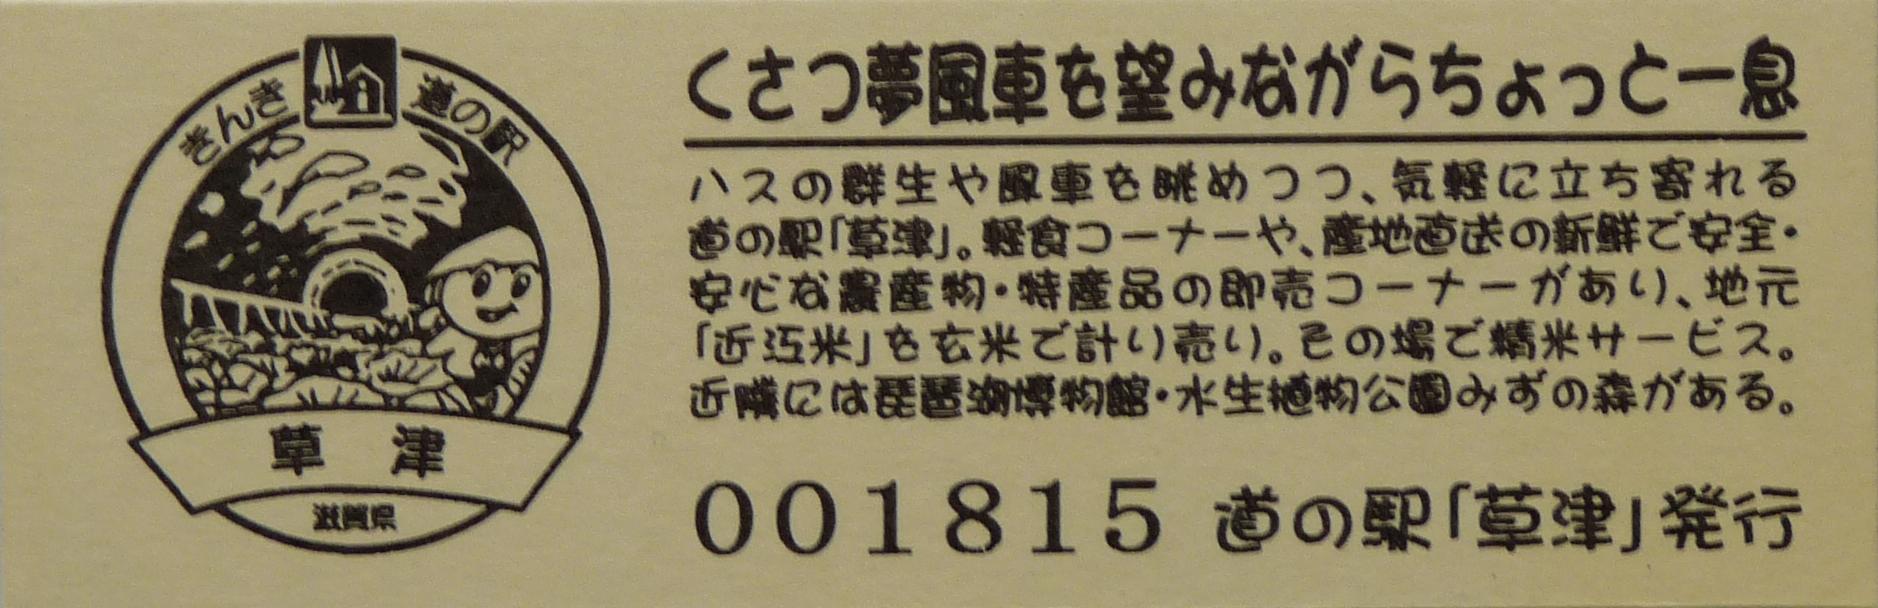 きんき 道の駅
草津
滋賀県
くさつ夢風車を望みながらちょっと一息
ハスの群生や風車を眺めつつ、気軽に立ち寄れる
道の駅「草津」。軽食コーナーや、産地直送の新鮮で安全・
安心な農産物・特産品の即売コーナーがあり、地元
「近江米」を玄米で計り売り。その場で精米サービス。
近隣には琵琶湖博物館・水生植物公園みずの森がある。
001815 道の駅「草津」発行